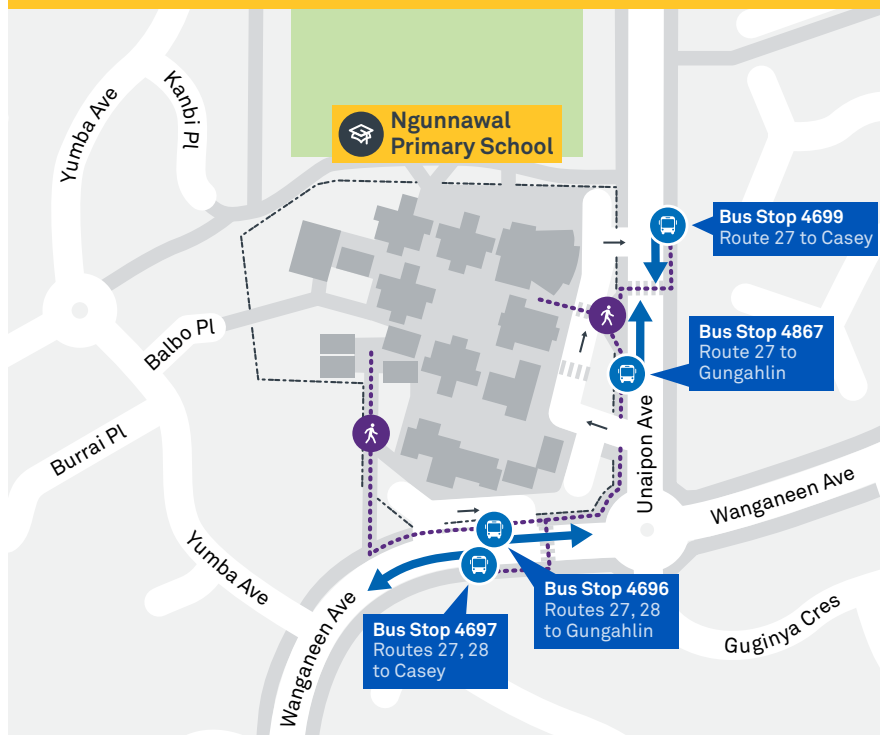 Ngunnawal
Primary School
Kanbi Pl
Yumba Ave
Bus Stop 4699
Route 27 to Casey
Balbo Pl
Bus Stop 4867
Route 27 to
Gungahlin
Burrai Pl
Unaipon Ave
Wanganeen Ave
Yumba Ave
Bus Stop 4696
Routes 27, 28
to Gungahlin
Bus Stop 4697
Routes 27, 28
to Casey
Guginya Cres
Wanganeen Ave